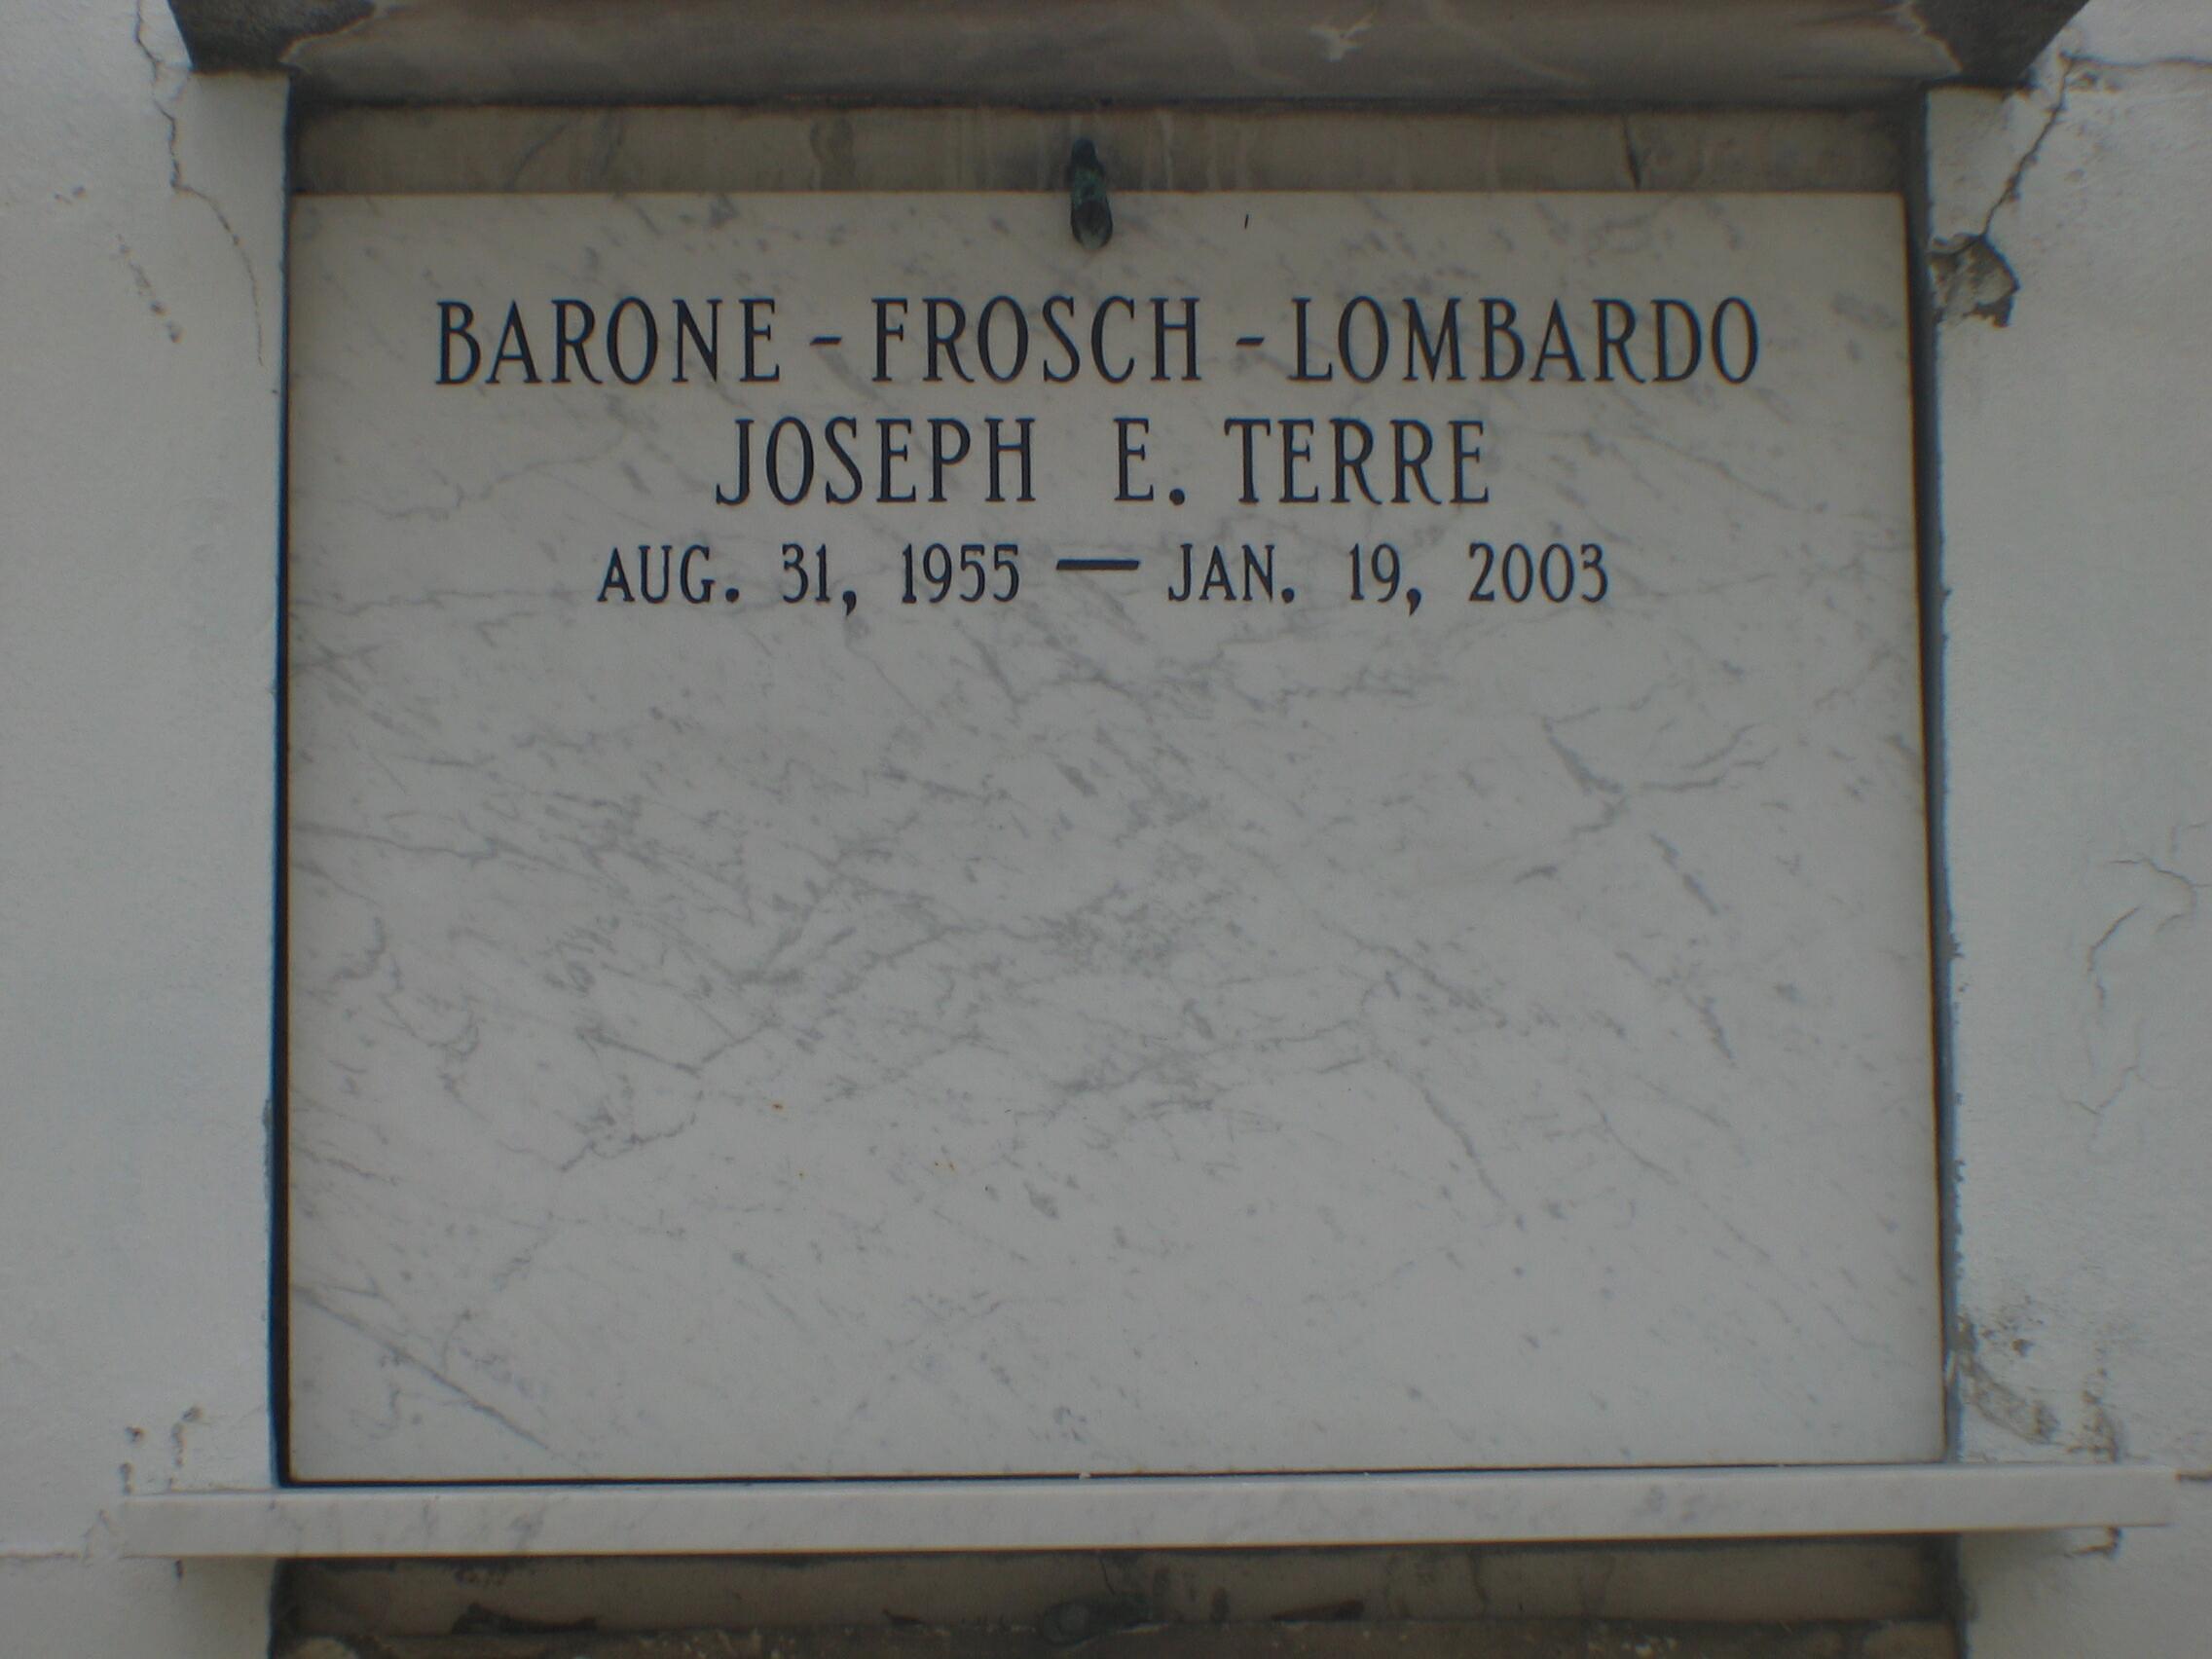 BARONE - FROSCH - LOMBARDO
JOSEPH E. TERRE
AUG. 31, 1955 — JAN. 19, 2003